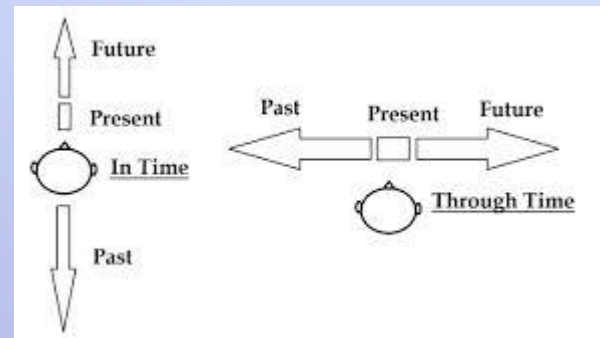 Future
Present
In Time
Past
Past Present Future
Through Time